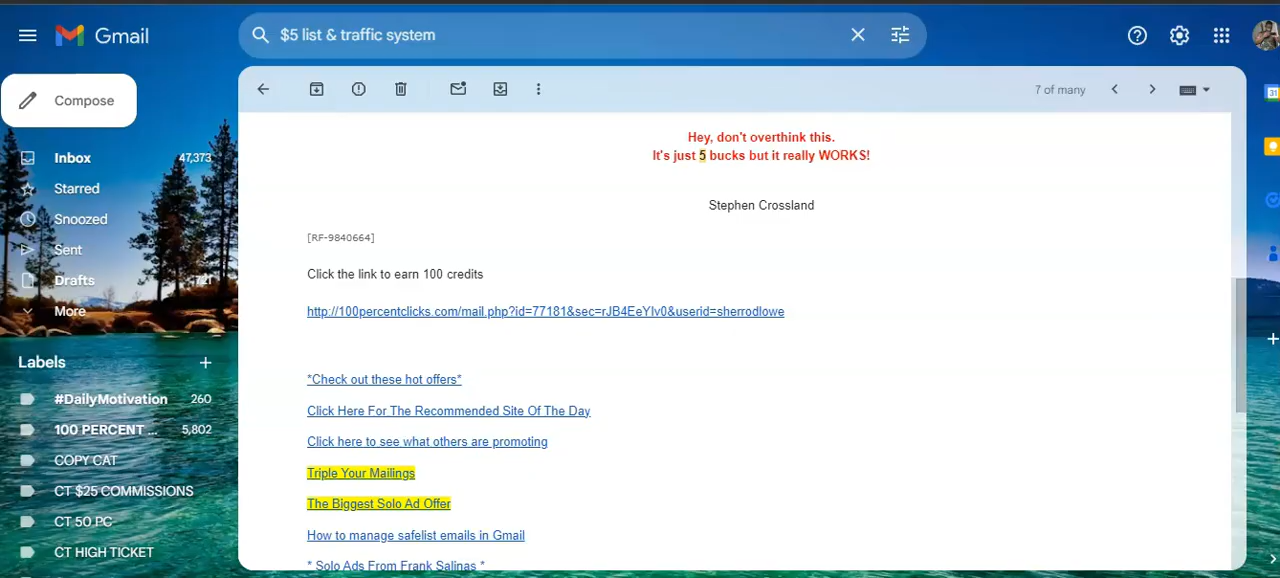 Gmail
$5 list & traffic system
Compose
7 of many
Inbox 47,373
Starred
Snoozed
Sent
Drafts 721
More
Labels
#DailyMotivation 260
100 PERCENT ... 5,802
COPY CAT
CT $25 COMMISSIONS
CT 50 PC
CT HIGH TICKET
Hey, don't overthink this.
It's just 5 bucks but it really WORKS!
Stephen Crossland
[RF-9840664]
Click the link to earn 100 credits
http://100percentclicks.com/mail.php?id=77181&sec=rJB4EeYlv0&userid=sherrodlowe
*Check out these hot offers*
Click Here For The Recommended Site Of The Day
Click here to see what others are promoting
Triple Your Mailings
The Biggest Solo Ad Offer
How to manage safelist emails in Gmail
* Solo Ads From Frank Salinas *
31